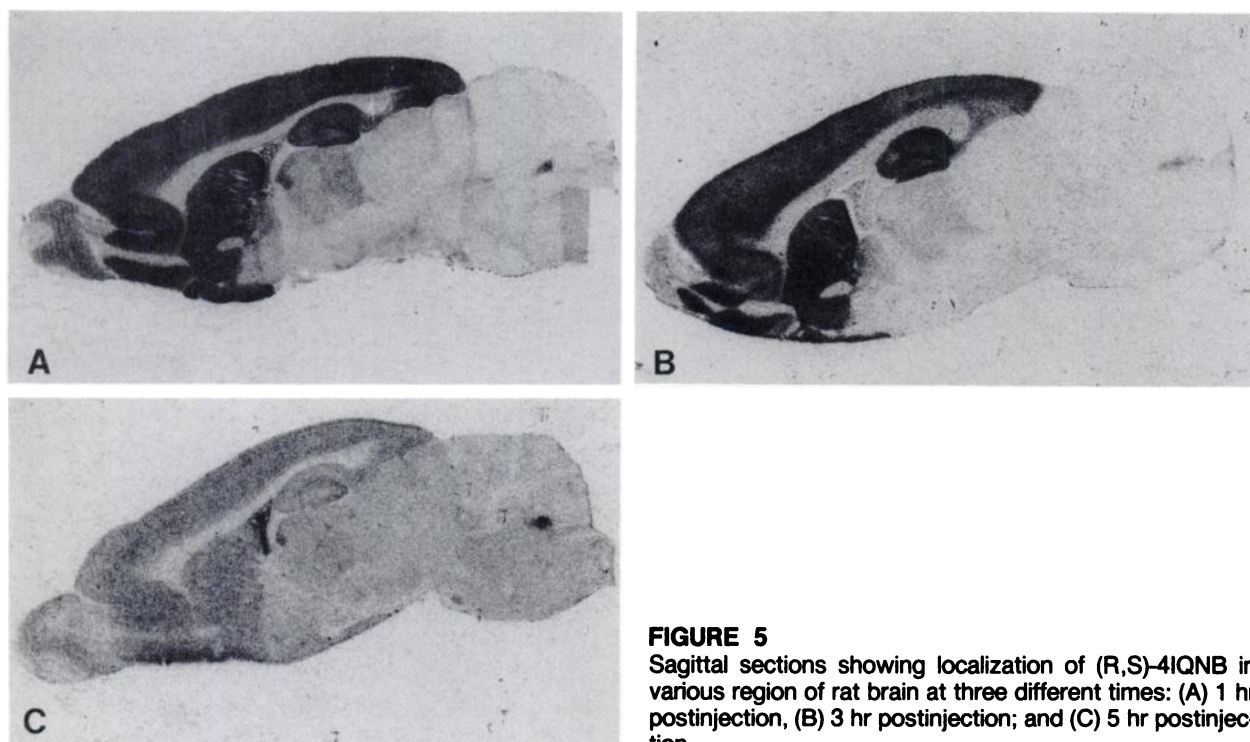 A
B
C
FIGURE 5
Sagittal sections showing localization of (R,S)-4IQNB in
various region of rat brain at three different times: (A) 1 hr
postinjection, (B) 3 hr postinjection; and (C) 5 hr postinjec-
tion.